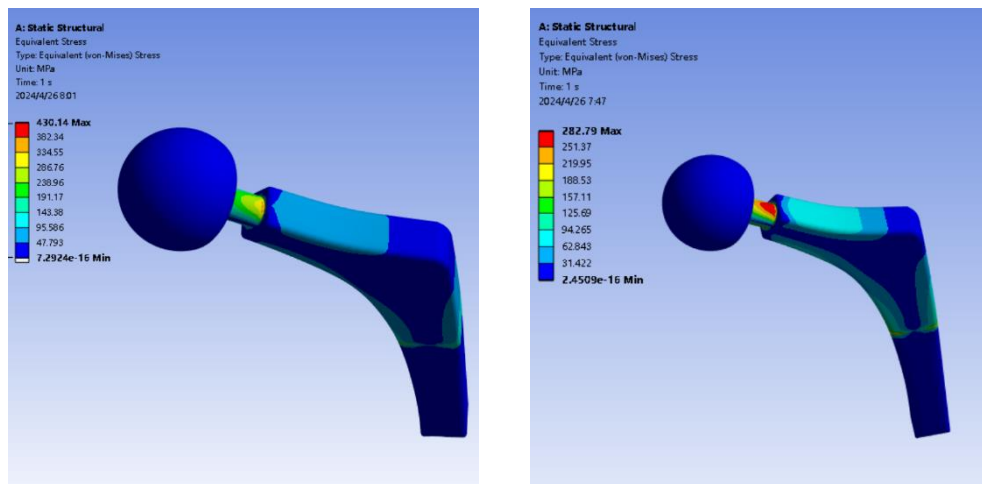 A: Static Structural
Equivalent Stress
Type: Equivalent (von-Mises) Stress
Unit: MPa
Time: 1 s
2024/4/26 8:01
430.14 Max
382.34
334.55
286.76
238.96
191.17
143.38
95.586
47.793
7.2924e-16 Min
A: Static Structural
Equivalent Stress
Type: Equivalent (von-Mises) Stress
Unit: MPa
Time: 1 s
2024/4/26 7:47
282.79 Max
251.37
219.95
188.53
157.11
125.69
94.265
62.843
31.422
2.4509e-16 Min